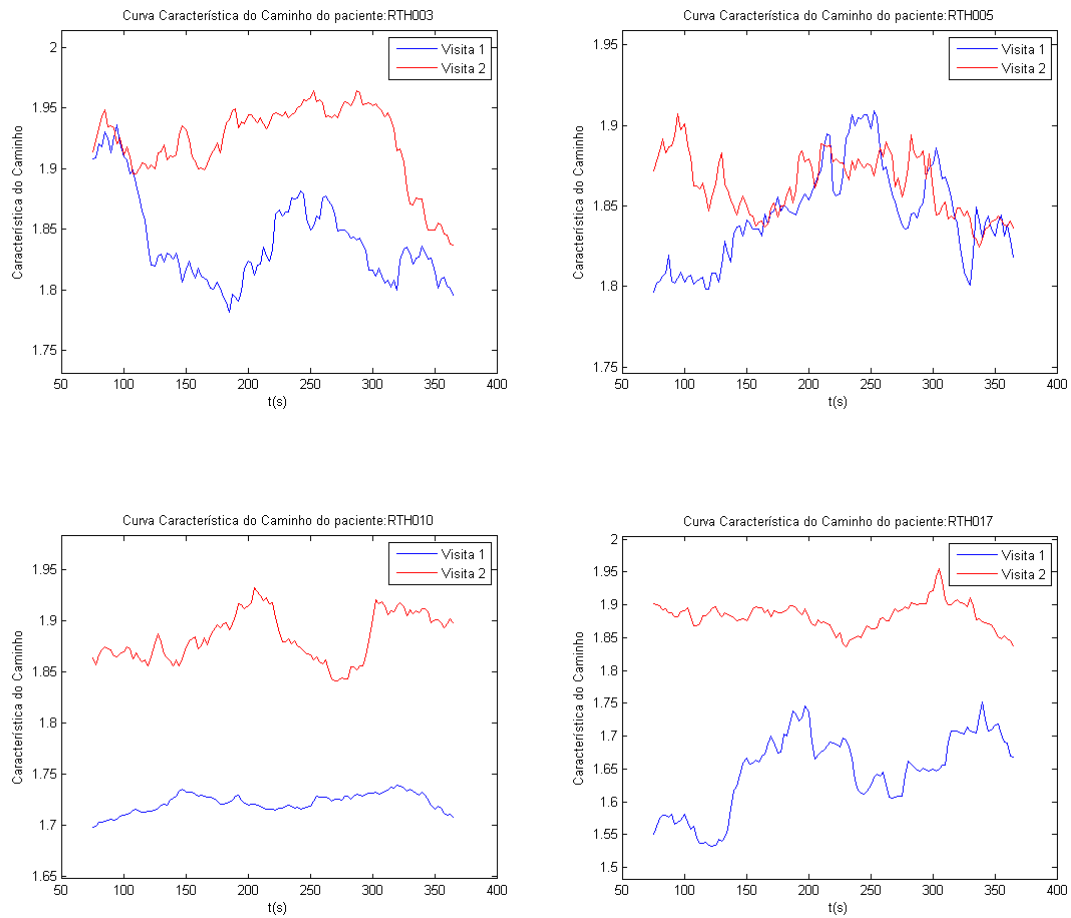 Curva Característica do Caminho do paciente:RTH003
Visita 1
Visita 2
Característica do Caminho
2
1.95
1.9
1.85
1.8
1.75
50 100 150 200 250 300 350 400
t(s)
Curva Característica do Caminho do paciente:RTH005
Visita 1
Visita 2
Característica do Caminho
1.95
1.9
1.85
1.8
1.75
50 100 150 200 250 300 350 400
t(s)
Curva Característica do Caminho do paciente:RTH010
Visita 1
Visita 2
Característica do Caminho
1.95
1.9
1.85
1.8
1.75
1.7
1.65
50 100 150 200 250 300 350 400
t(s)
Curva Característica do Caminho do paciente:RTH017
Visita 1
Visita 2
Característica do Caminho
2
1.95
1.9
1.85
1.75
1.7
1.65
1.6
1.55
1.5
50 100 150 200 250 300 350 400
t(s)